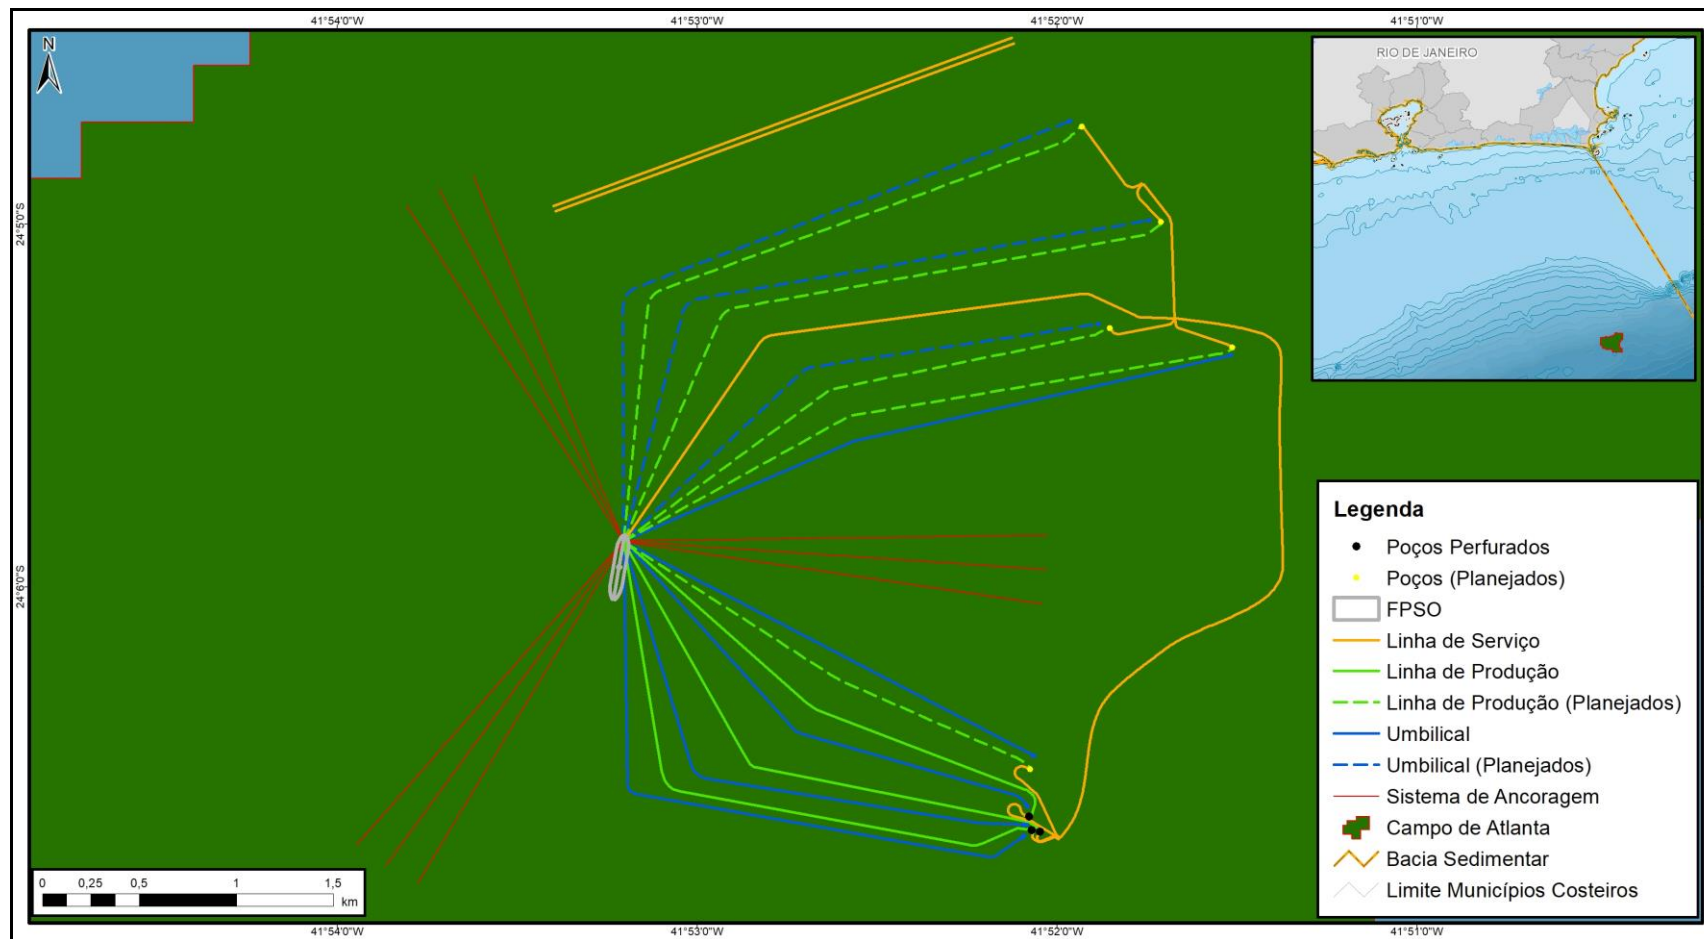 41°54'0"W
41°53'0"W
41°52'0"W
41°51'0"W
N
RIO DE JANEIRO
24°5'0"S
24°6'0"S
Legenda
Poços Perfurados
Poços (Planejados)
FPSO
Linha de Serviço
Linha de Produção
Linha de Produção (Planejados)
Umbilical
Umbilical (Planejados)
Sistema de Ancoragem
Campo de Atlanta
Bacia Sedimentar
Limite Municípios Costeiros
0 0,25 0,5 1 1,5
km
41°54'0"W
41°53'0"W
41°52'0"W
41°51'0"W